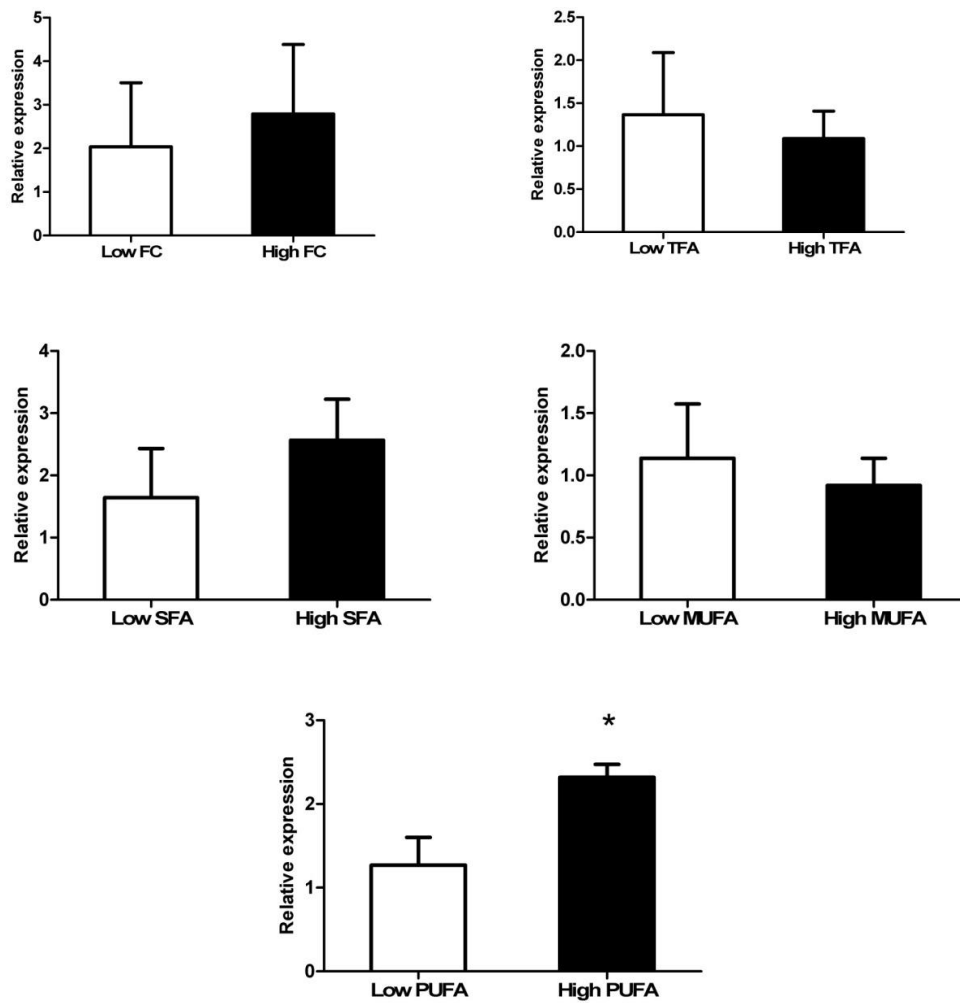 Relative expression
5
4
3
2
1
0
Low FC
High FC
Relative expression
2.5
2.0
1.5
1.0
0.5
0.0
Low TFA
High TFA
Relative expression
4
3
2
1
0
Low SFA
High SFA
Relative expression
2.0
1.5
1.0
0.5
0.0
Low MUFA
High MUFA
Relative expression
3
2
1
0
*
Low PUFA
High PUFA